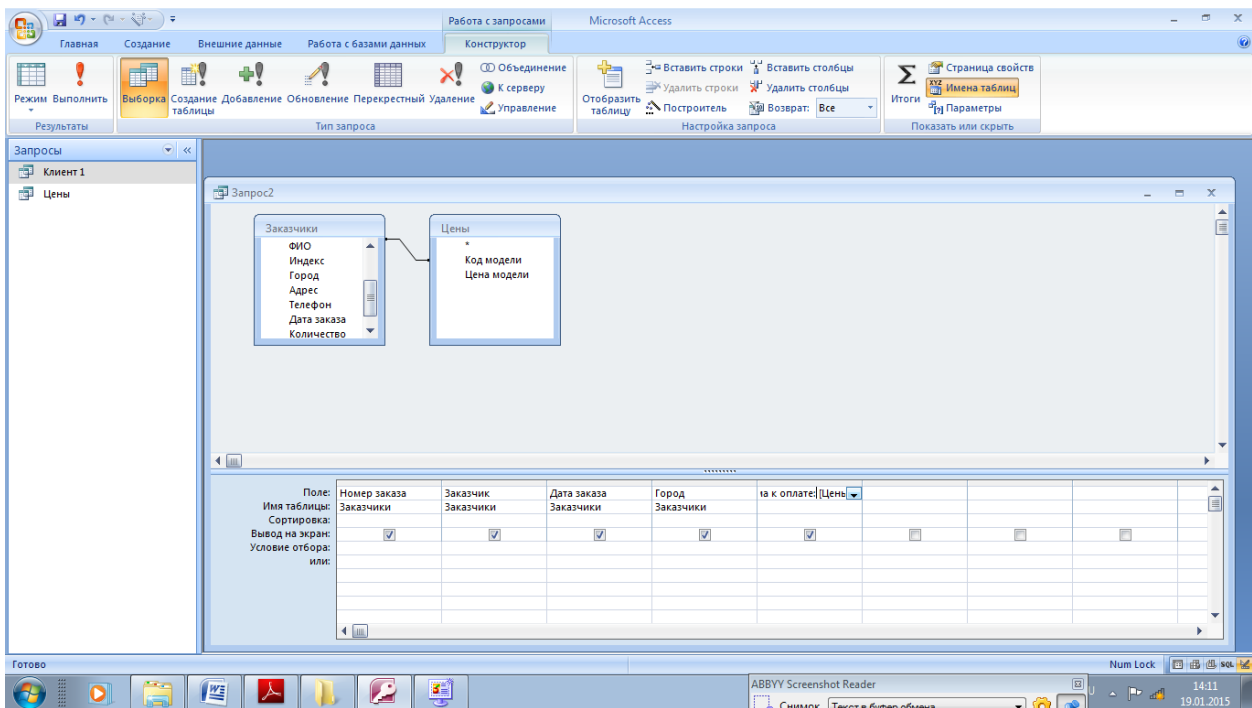 Работа с запросами Microsoft Access
Главная Создание Внешние данные Работа с базами данных Конструктор
Режим Выполнить Выборка Создание таблицы Добавление Обновление Перекрестный Удаление
Объединение
К серверу
Управление
Отобразить таблицу
Вставить строки Вставить столбцы
Удалить строки Удалить столбцы
Построитель Возврат: Все
Итоги
Страница свойств
XYZ Имена таблиц
Параметры
Результаты Тип запроса Настройка запроса Показать или скрыть
Запросы
Клиент 1
Цены
Запрос2
Заказчики
ФИО
Индекс
Город
Адрес
Телефон
Дата заказа
Количество
Цены
*
Код модели
Цена модели
Поле: Номер заказа Заказчик Дата заказа Город на к оплате: [Цены
Имя таблицы: Заказчики Заказчики Заказчики Заказчики
Сортировка:
Вывод на экран:
Условие отбора:
или:
Готово Num Lock SQL
ABBYY Screenshot Reader
Снимок Текст в буфер обмена
14:11
19.01.2015